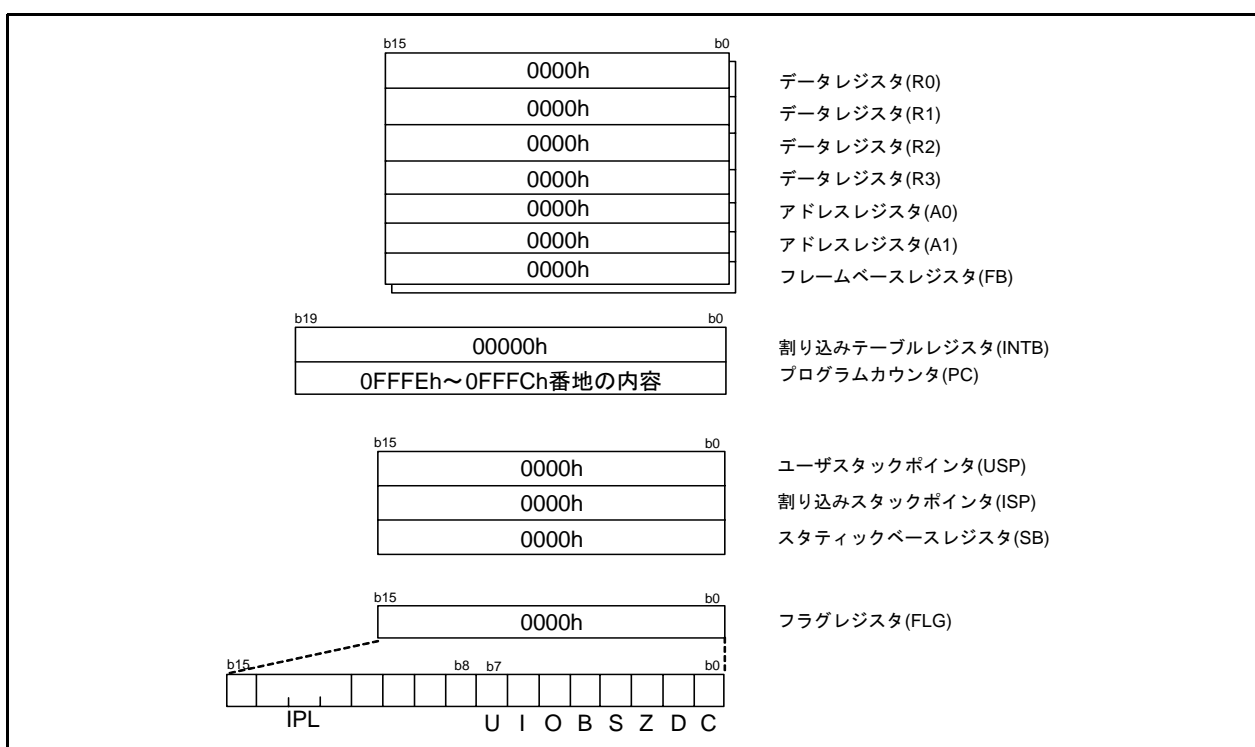 b15 b0
0000h データレジスタ(R0)
0000h データレジスタ(R1)
0000h データレジスタ(R2)
0000h データレジスタ(R3)
0000h アドレスレジスタ(A0)
0000h アドレスレジスタ(A1)
0000h フレームベースレジスタ(FB)
b19 b0
00000h 割り込みテーブルレジスタ(INTB)
0FFFEh～0FFFCh番地の内容 プログラムカウンタ(PC)
b15 b0
0000h ユーザスタックポインタ(USP)
0000h 割り込みスタックポインタ(ISP)
0000h スタティックベースレジスタ(SB)
b15 b0
0000h フラグレジスタ(FLG)
b15 b8 b7 b0
IPL U I O B S Z D C